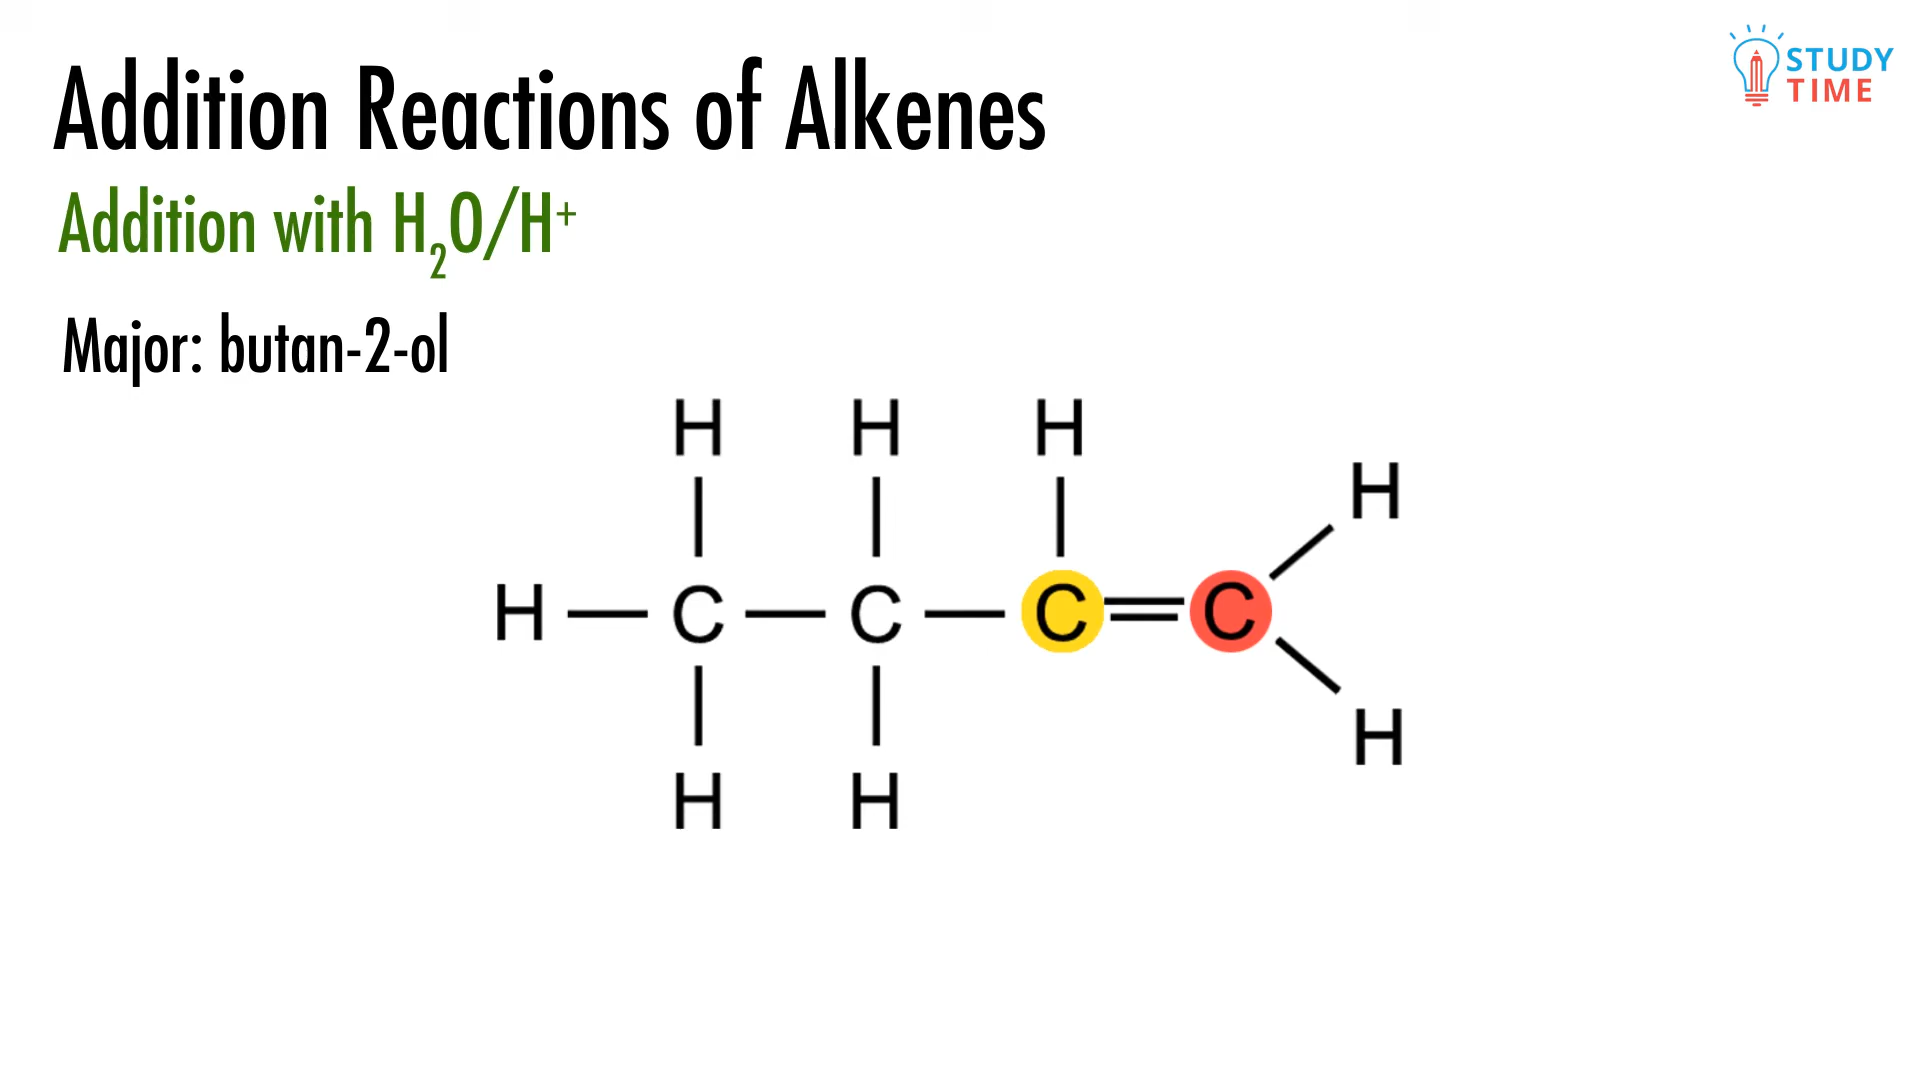 Addition Reactions of Alkenes
STUDY
TIME
Addition with H₂O/H⁺
Major: butan-2-ol
H H H
H
H C C C C
H
H H